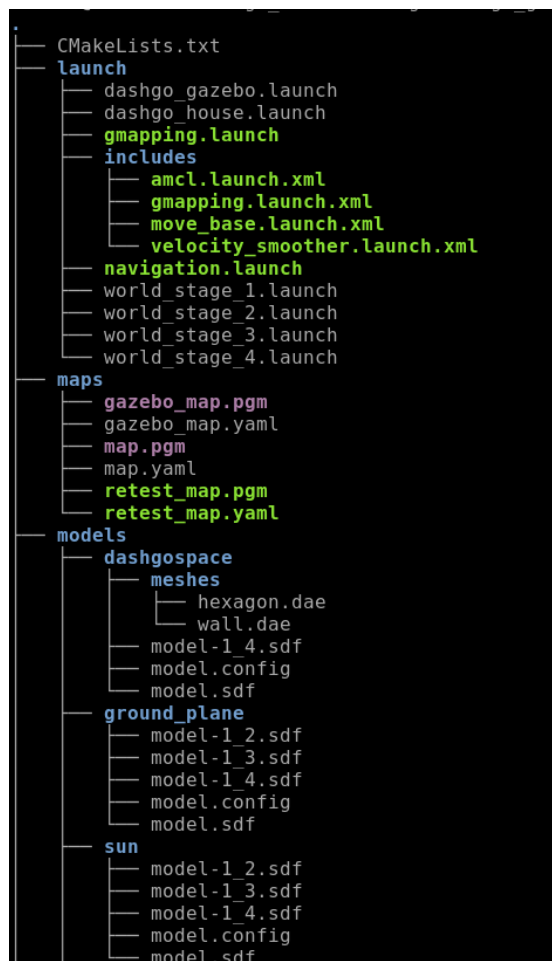 .
├── CMakeLists.txt
├── launch
│   ├── dashgo_gazebo.launch
│   ├── dashgo_house.launch
│   ├── gmapping.launch
│   ├── includes
│   │   ├── amcl.launch.xml
│   │   ├── gmapping.launch.xml
│   │   ├── move_base.launch.xml
│   │   └── velocity_smoother.launch.xml
│   ├── navigation.launch
│   ├── world_stage_1.launch
│   ├── world_stage_2.launch
│   ├── world_stage_3.launch
│   └── world_stage_4.launch
├── maps
│   ├── gazebo_map.pgm
│   ├── gazebo_map.yaml
│   ├── map.pgm
│   ├── map.yaml
│   ├── retest_map.pgm
│   └── retest_map.yaml
├── models
│   ├── dashgospace
│   │   ├── meshes
│   │   │   ├── hexagon.dae
│   │   │   └── wall.dae
│   │   ├── model-1_4.sdf
│   │   ├── model.config
│   │   └── model.sdf
│   ├── ground_plane
│   │   ├── model-1_2.sdf
│   │   ├── model-1_3.sdf
│   │   ├── model-1_4.sdf
│   │   ├── model.config
│   │   └── model.sdf
│   ├── sun
│   │   ├── model-1_2.sdf
│   │   ├── model-1_3.sdf
│   │   ├── model-1_4.sdf
│   │   ├── model.config
│   │   └── model.sdf